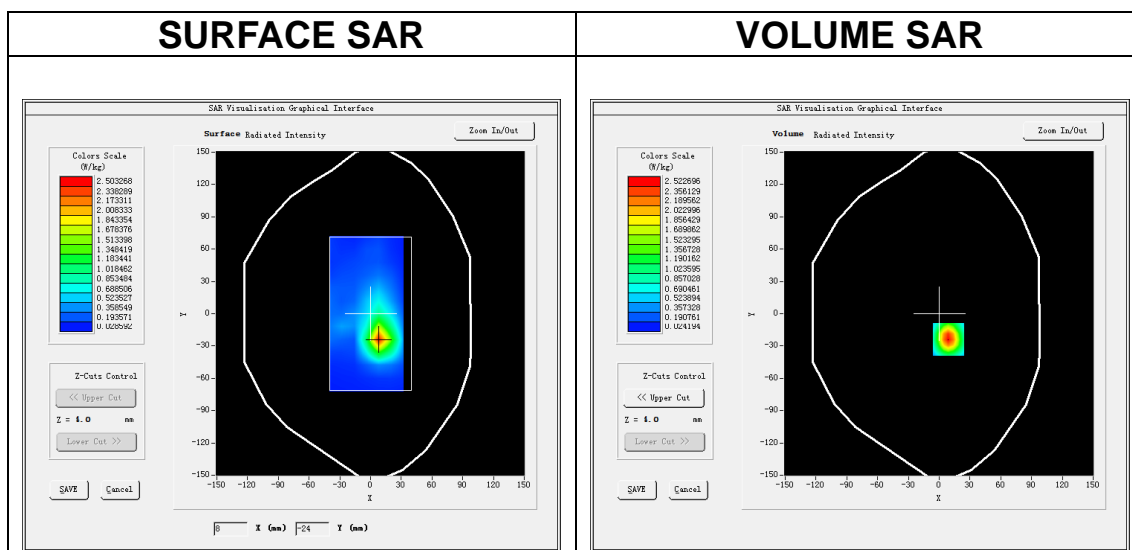 SURFACE SAR
VOLUME SAR
SAR Visualisation Graphical Interface
Surface Radiated Intensity
Zoom In/Out
Colors Scale
(W/kg)
2.503268
2.338289
2.173311
2.008333
1.843354
1.678376
1.513398
1.348419
1.183441
1.018462
0.853484
0.688506
0.523527
0.358549
0.193571
0.028592
Z-Cuts Control
<< Upper Cut
Z = 4.0 mm
Lower Cut >>
SAVE Cancel
150
120
90
60
30
0
-30
-60
-90
-120
-150
Y
-150 -120 -90 -60 -30 0 30 60 90 120 150
X
8 X (mm) -24 Y (mm)
SAR Visualisation Graphical Interface
Volume Radiated Intensity
Zoom In/Out
Colors Scale
(W/kg)
2.522696
2.356129
2.189562
2.022996
1.856429
1.689862
1.523295
1.356728
1.190162
1.023595
0.857028
0.690461
0.523894
0.357328
0.190761
0.024194
Z-Cuts Control
<< Upper Cut
Z = 4.0 mm
Lower Cut >>
SAVE Cancel
150
120
90
60
30
0
-30
-60
-90
-120
-150
Y
-150 -120 -90 -60 -30 0 30 60 90 120 150
X